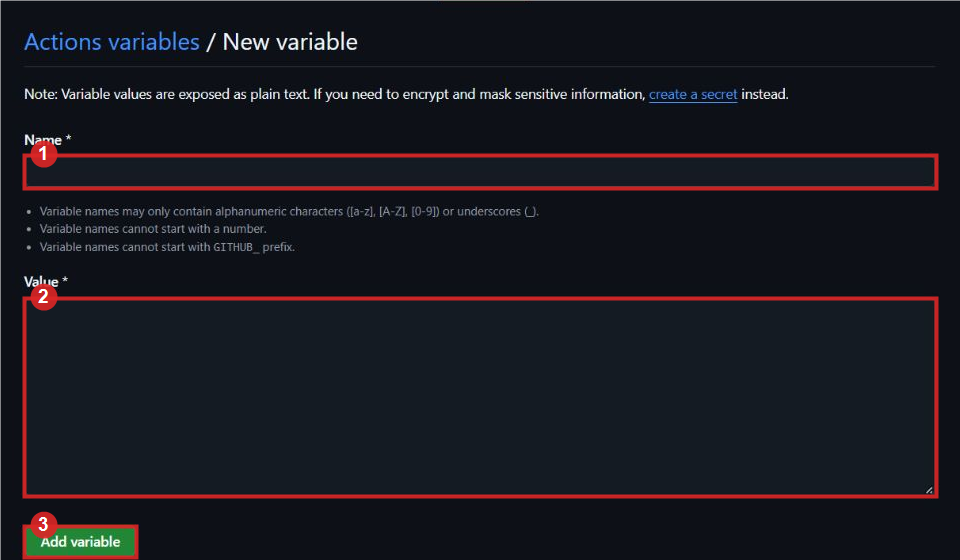 Actions variables / New variable
Note: Variable values are exposed as plain text. If you need to encrypt and mask sensitive information, create a secret instead.
Name *
1
Variable names may only contain alphanumeric characters ([a-z], [A-Z], [0-9]) or underscores (_).
Variable names cannot start with a number.
Variable names cannot start with GITHUB_ prefix.
Value *
2
3
Add variable